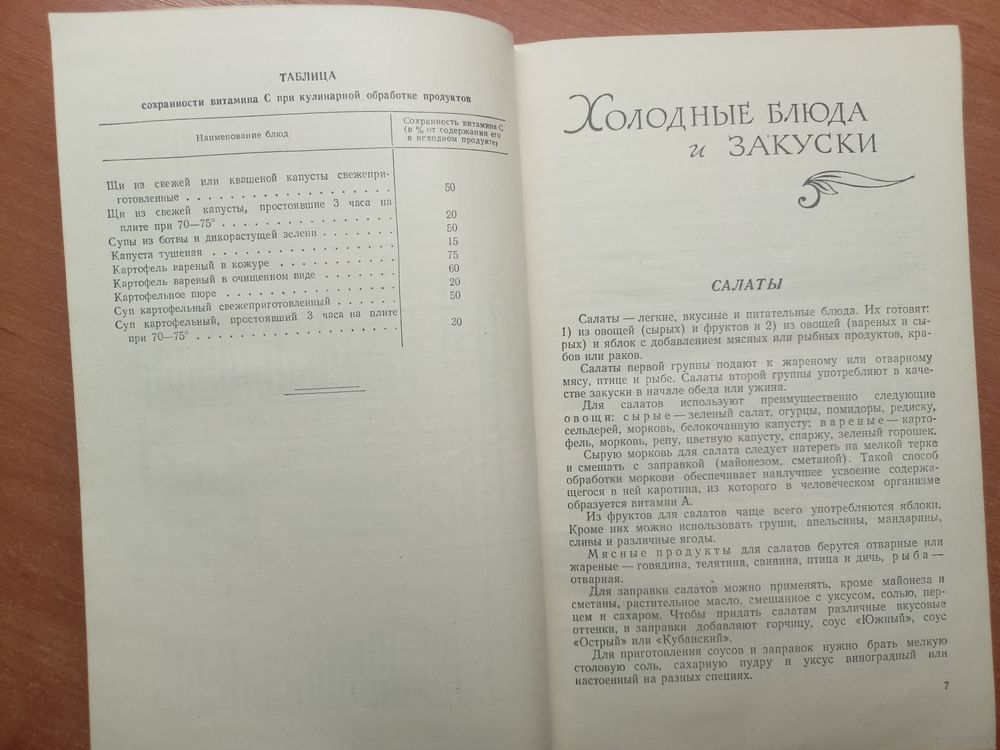 ТАБЛИЦА
сохранности витамина С при кулинарной обработке продуктов
Наименование блюд
Сохранность витамина С
(в % от содержания его
в исходном продукте)
Щи из свежей или квашеной капусты свежепри-
готовленные . . . . . . . . . . . . . . . . 50
Щи из свежей капусты, простоявшие 3 часа на
плите при 70—75° . . . . . . . . . . . . . 20
Супы из ботвы и дикорастущей зелени . . . . . . 50
Капуста тушеная . . . . . . . . . . . . . . 15
Картофель вареный в кожуре . . . . . . . . . . 75
Картофель вареный в очищенном виде . . . . . . 60
Картофельное пюре . . . . . . . . . . . . . 20
Суп картофельный свежеприготовленный . . . . . 50
Суп картофельный, простоявший 3 часа на плите
при 70—75° . . . . . . . . . . . . . . . . 30
ХОЛОДНЫЕ БЛЮДА
и ЗАКУСКИ
САЛАТЫ
Салаты — легкие, вкусные и питательные блюда. Их готовят:
1) из овощей (сырых) и фруктов и 2) из овощей (вареных и сы-
рых) и яблок с добавлением мясных или рыбных продуктов, кра-
бов или раков.
Салаты первой группы подают к жареному или отварному
мясу, птице и рыбе. Салаты второй группы употребляют в каче-
стве закуски в начале обеда или ужина.
Для салатов используют преимущественно следующие
овощи: сырые — зеленый салат, огурцы, помидоры, редиску,
сельдерей, морковь, белокочанную капусту; вареные — карто-
фель, морковь, репу, цветную капусту, спаржу, зеленый горошек.
Сырую морковь для салата следует натереть на мелкой терке
и смешать с заправкой (майонезом, сметаной). Такой способ
обработки моркови обеспечивает наилучшее усвоение содержа-
щегося в ней каротина, из которого в человеческом организме
образуется витамин А.
Из фруктов для салатов чаще всего употребляются яблоки.
Кроме них можно использовать груши, апельсины, мандарины,
сливы и различные ягоды.
Мясные продукты для салатов берутся отварные или
жареные — говядина, телятина, свинина, птица и дичь, рыба —
отварная.
Для заправки салатов можно применять, кроме майонеза и
сметаны, растительное масло, смешанное с уксусом, солью, пер-
цем и сахаром. Чтобы придать салатам различные вкусовые
оттенки, в заправки добавляют горчицу, соус «Южный», соус
«Острый» или «Кубанский».
Для приготовления соусов и заправок нужно брать мелкую
столовую соль, сахарную пудру и уксус виноградный или
настоенный на разных специях.
7